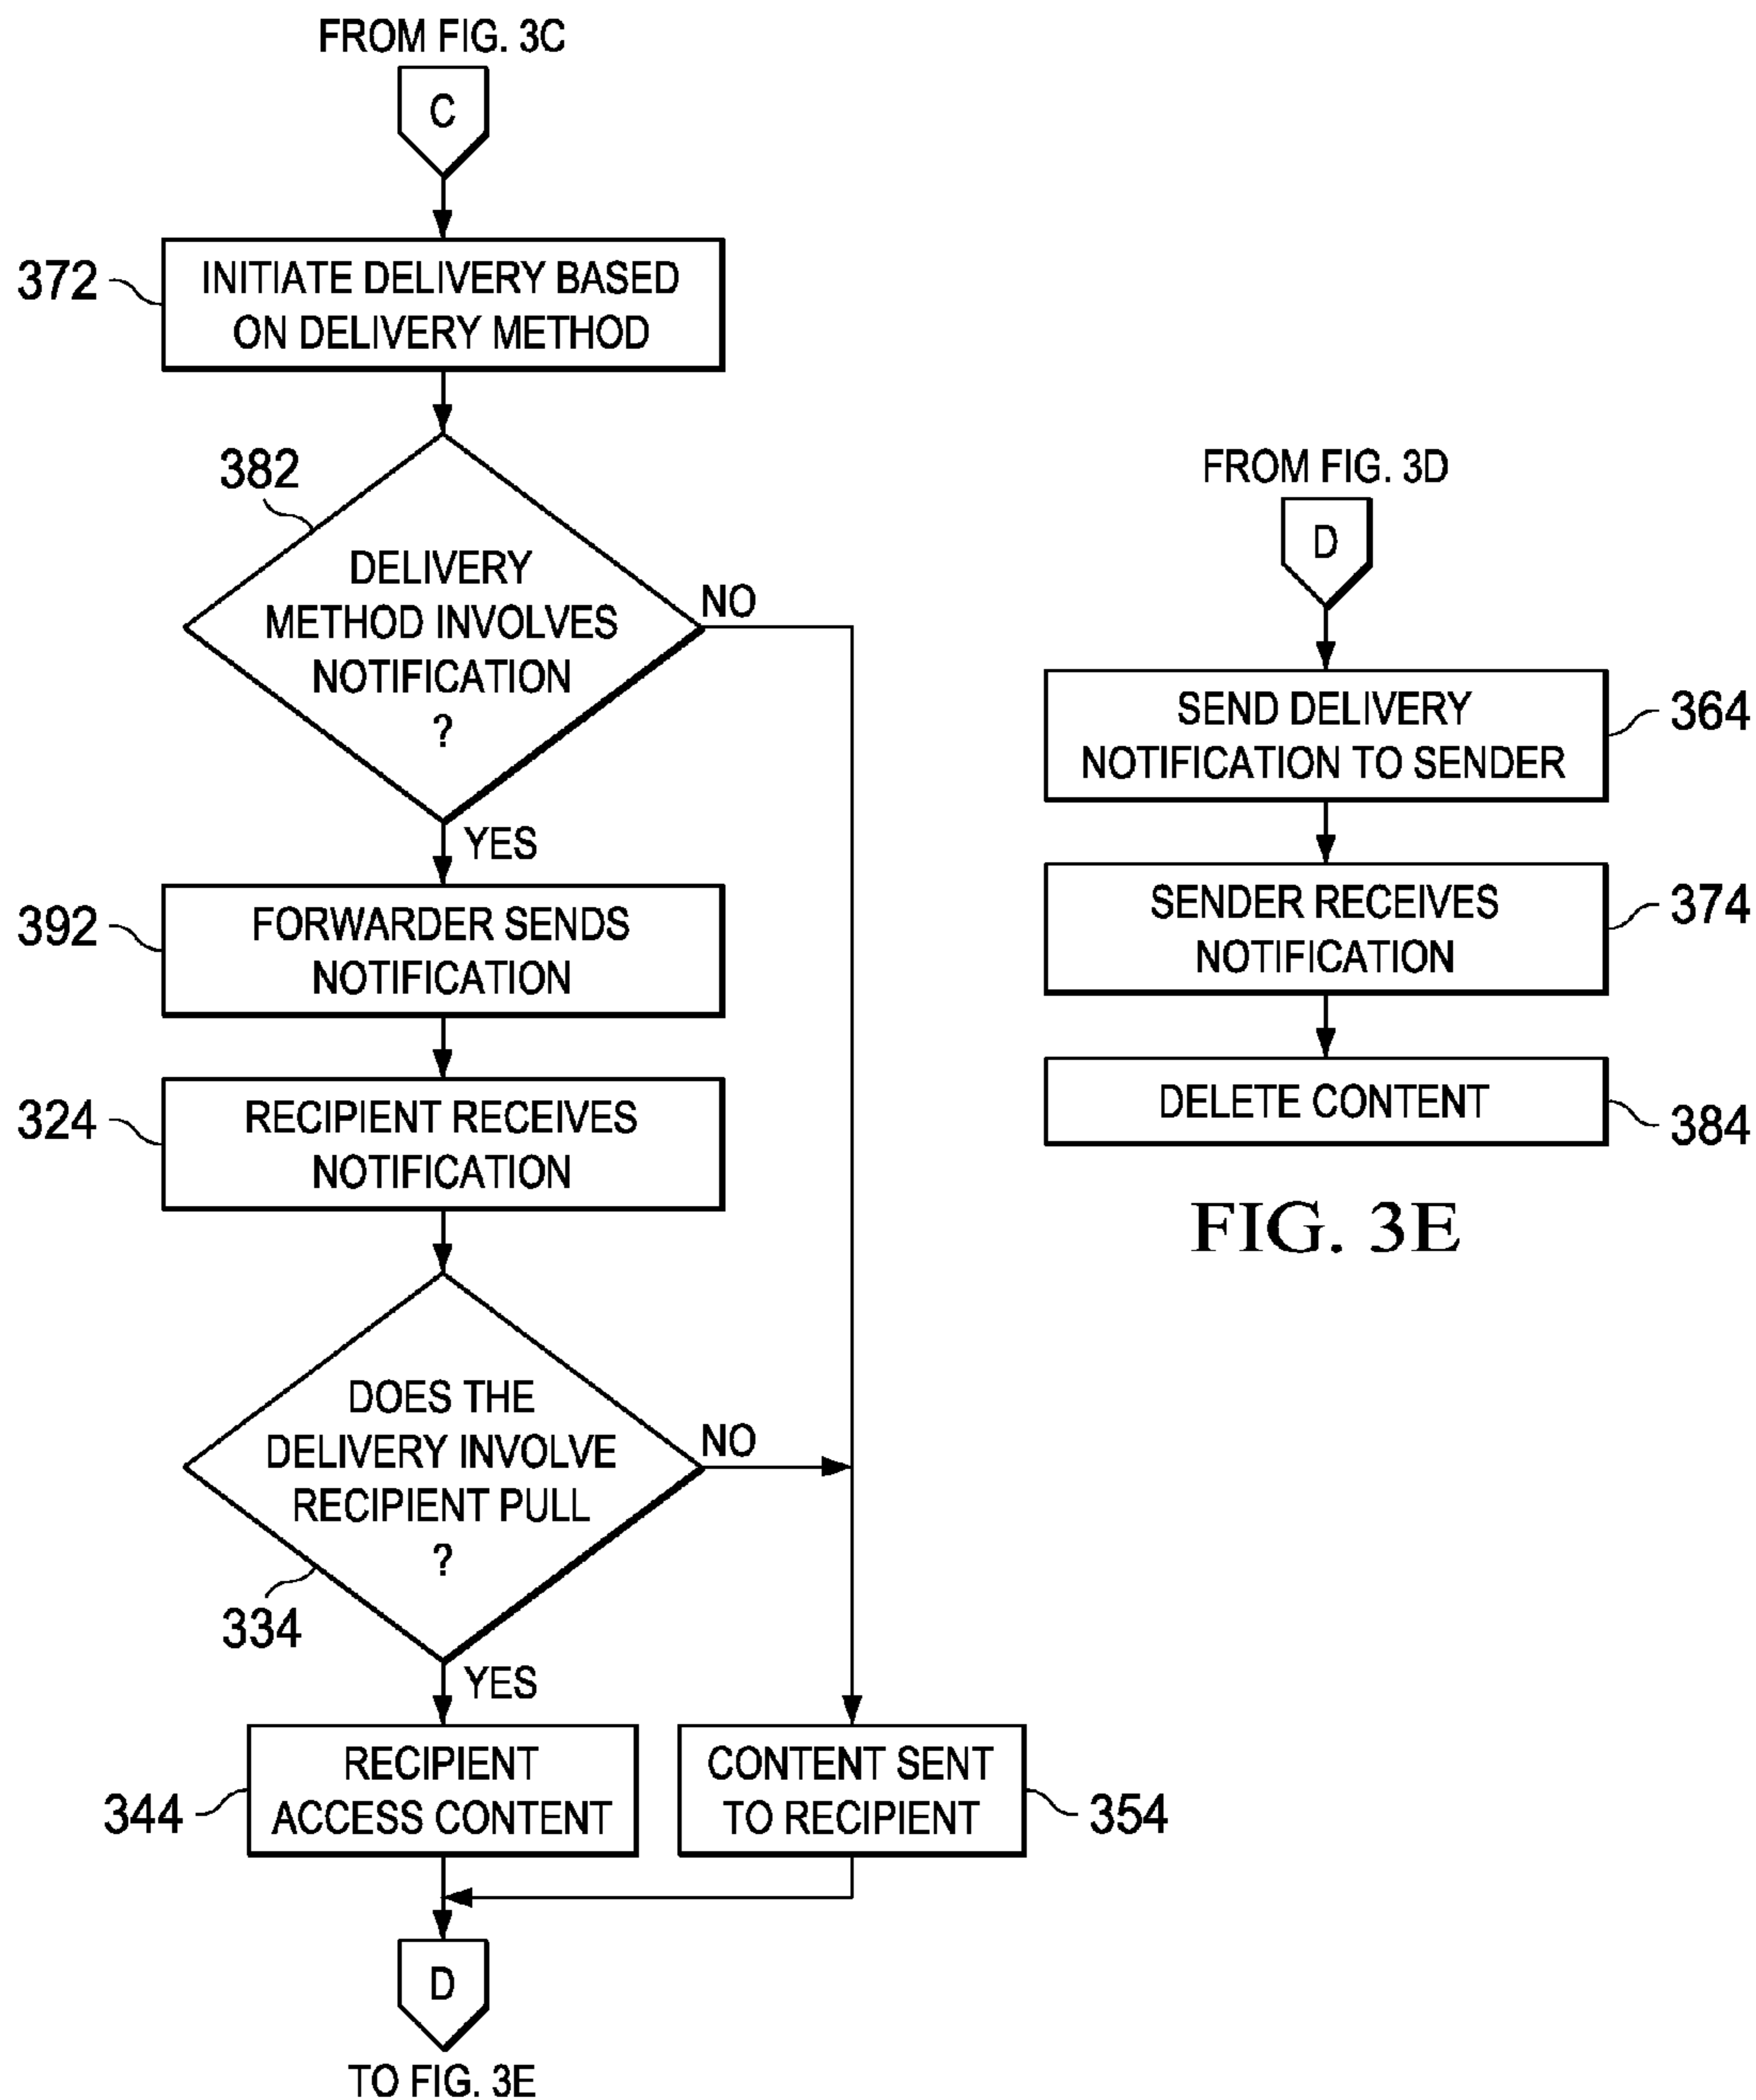 FROM FIG. 3C
C
372
INITIATE DELIVERY BASED
ON DELIVERY METHOD
382
DELIVERY
METHOD INVOLVES
NOTIFICATION
?
NO
YES
392
FORWARDER SENDS
NOTIFICATION
324
RECIPIENT RECEIVES
NOTIFICATION
DOES THE
DELIVERY INVOLVE
RECIPIENT PULL
?
NO
334
YES
344
RECIPIENT
ACCESS CONTENT
CONTENT SENT
TO RECIPIENT
354
D
TO FIG. 3E
FROM FIG. 3D
D
SEND DELIVERY
NOTIFICATION TO SENDER
364
SENDER RECEIVES
NOTIFICATION
374
DELETE CONTENT
384
FIG. 3E